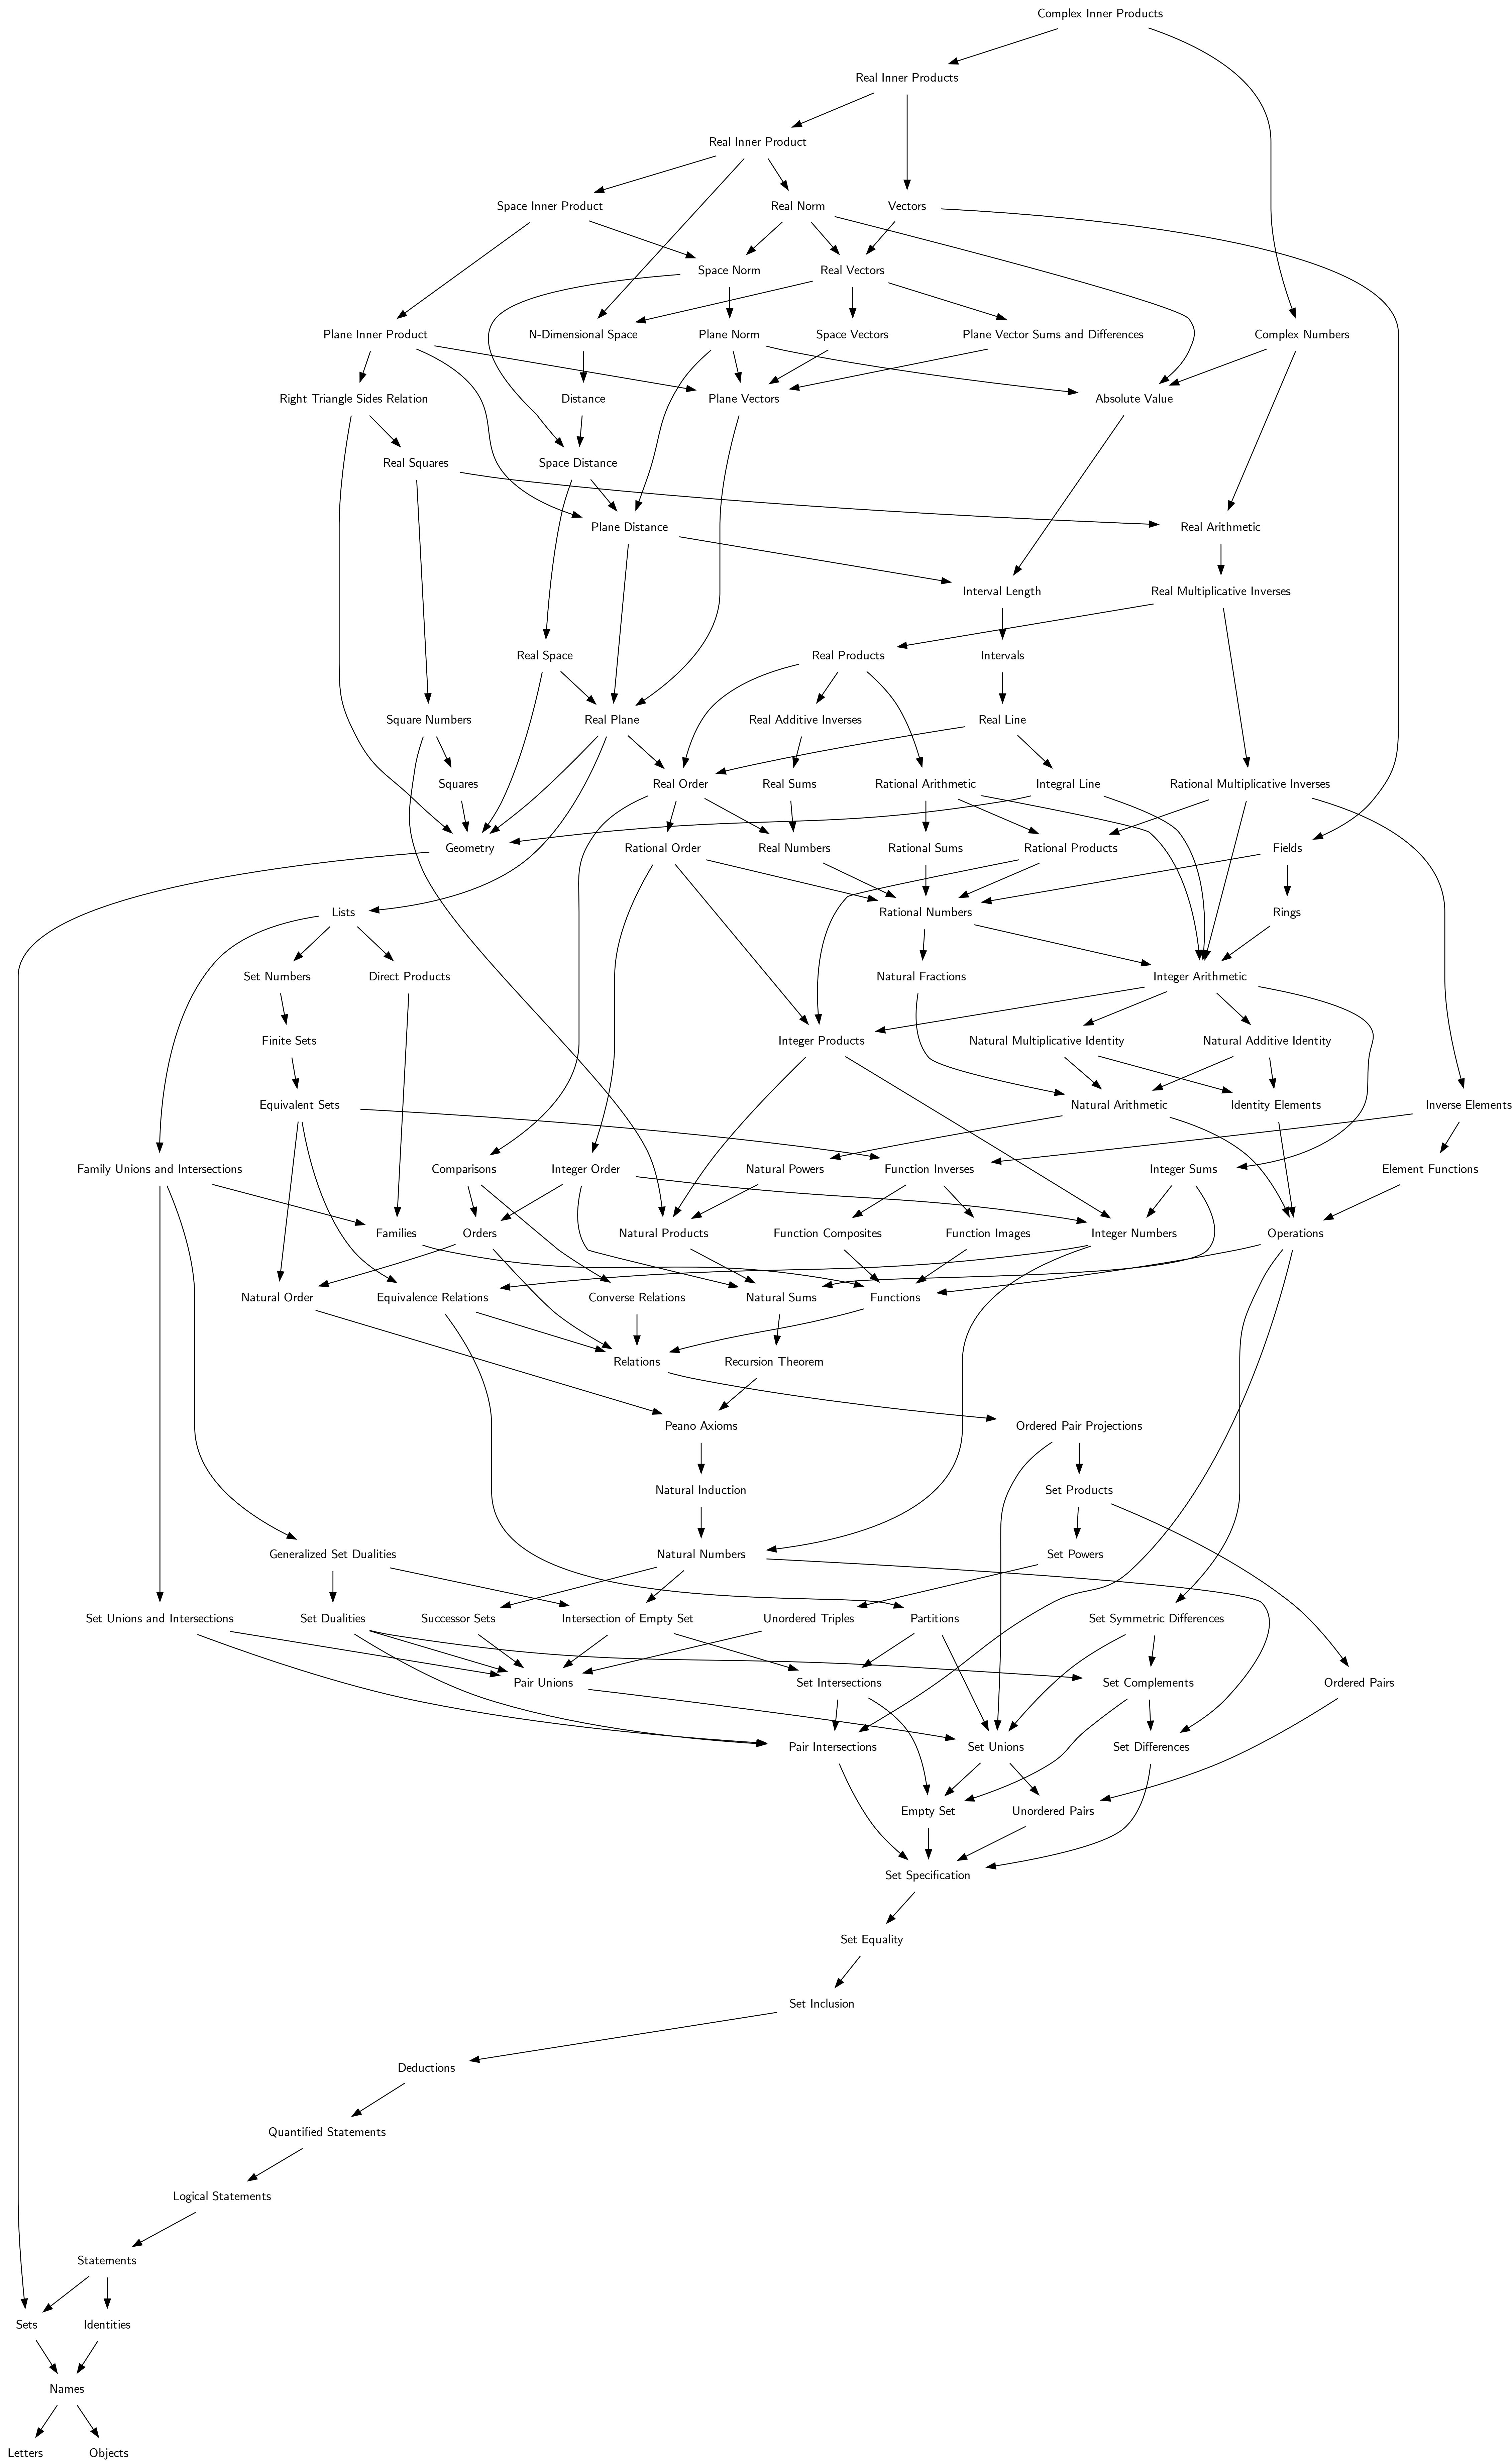 Complex Inner Products
Real Inner Products
Real Inner Product
Space Inner Product
Real Norm
Vectors
Space Norm
Real Vectors
Plane Inner Product
N-Dimensional Space
Plane Norm
Space Vectors
Plane Vector Sums and Differences
Complex Numbers
Right Triangle Sides Relation
Distance
Plane Vectors
Absolute Value
Real Squares
Space Distance
Plane Distance
Real Arithmetic
Interval Length
Real Multiplicative Inverses
Real Space
Real Products
Intervals
Square Numbers
Real Plane
Real Additive Inverses
Real Line
Squares
Real Order
Real Sums
Rational Arithmetic
Integral Line
Rational Multiplicative Inverses
Geometry
Rational Order
Real Numbers
Rational Sums
Rational Products
Fields
Lists
Rational Numbers
Rings
Set Numbers
Direct Products
Natural Fractions
Integer Arithmetic
Finite Sets
Integer Products
Natural Multiplicative Identity
Natural Additive Identity
Equivalent Sets
Natural Arithmetic
Identity Elements
Inverse Elements
Family Unions and Intersections
Comparisons
Integer Order
Natural Powers
Function Inverses
Integer Sums
Element Functions
Families
Orders
Natural Products
Function Composites
Function Images
Integer Numbers
Operations
Natural Order
Equivalence Relations
Converse Relations
Natural Sums
Functions
Relations
Recursion Theorem
Peano Axioms
Ordered Pair Projections
Natural Induction
Set Products
Generalized Set Dualities
Natural Numbers
Set Powers
Set Unions and Intersections
Set Dualities
Successor Sets
Intersection of Empty Set
Unordered Triples
Partitions
Set Symmetric Differences
Pair Unions
Set Intersections
Set Complements
Ordered Pairs
Pair Intersections
Set Unions
Set Differences
Empty Set
Unordered Pairs
Set Specification
Set Equality
Set Inclusion
Deductions
Quantified Statements
Logical Statements
Statements
Sets
Identities
Names
Letters
Objects